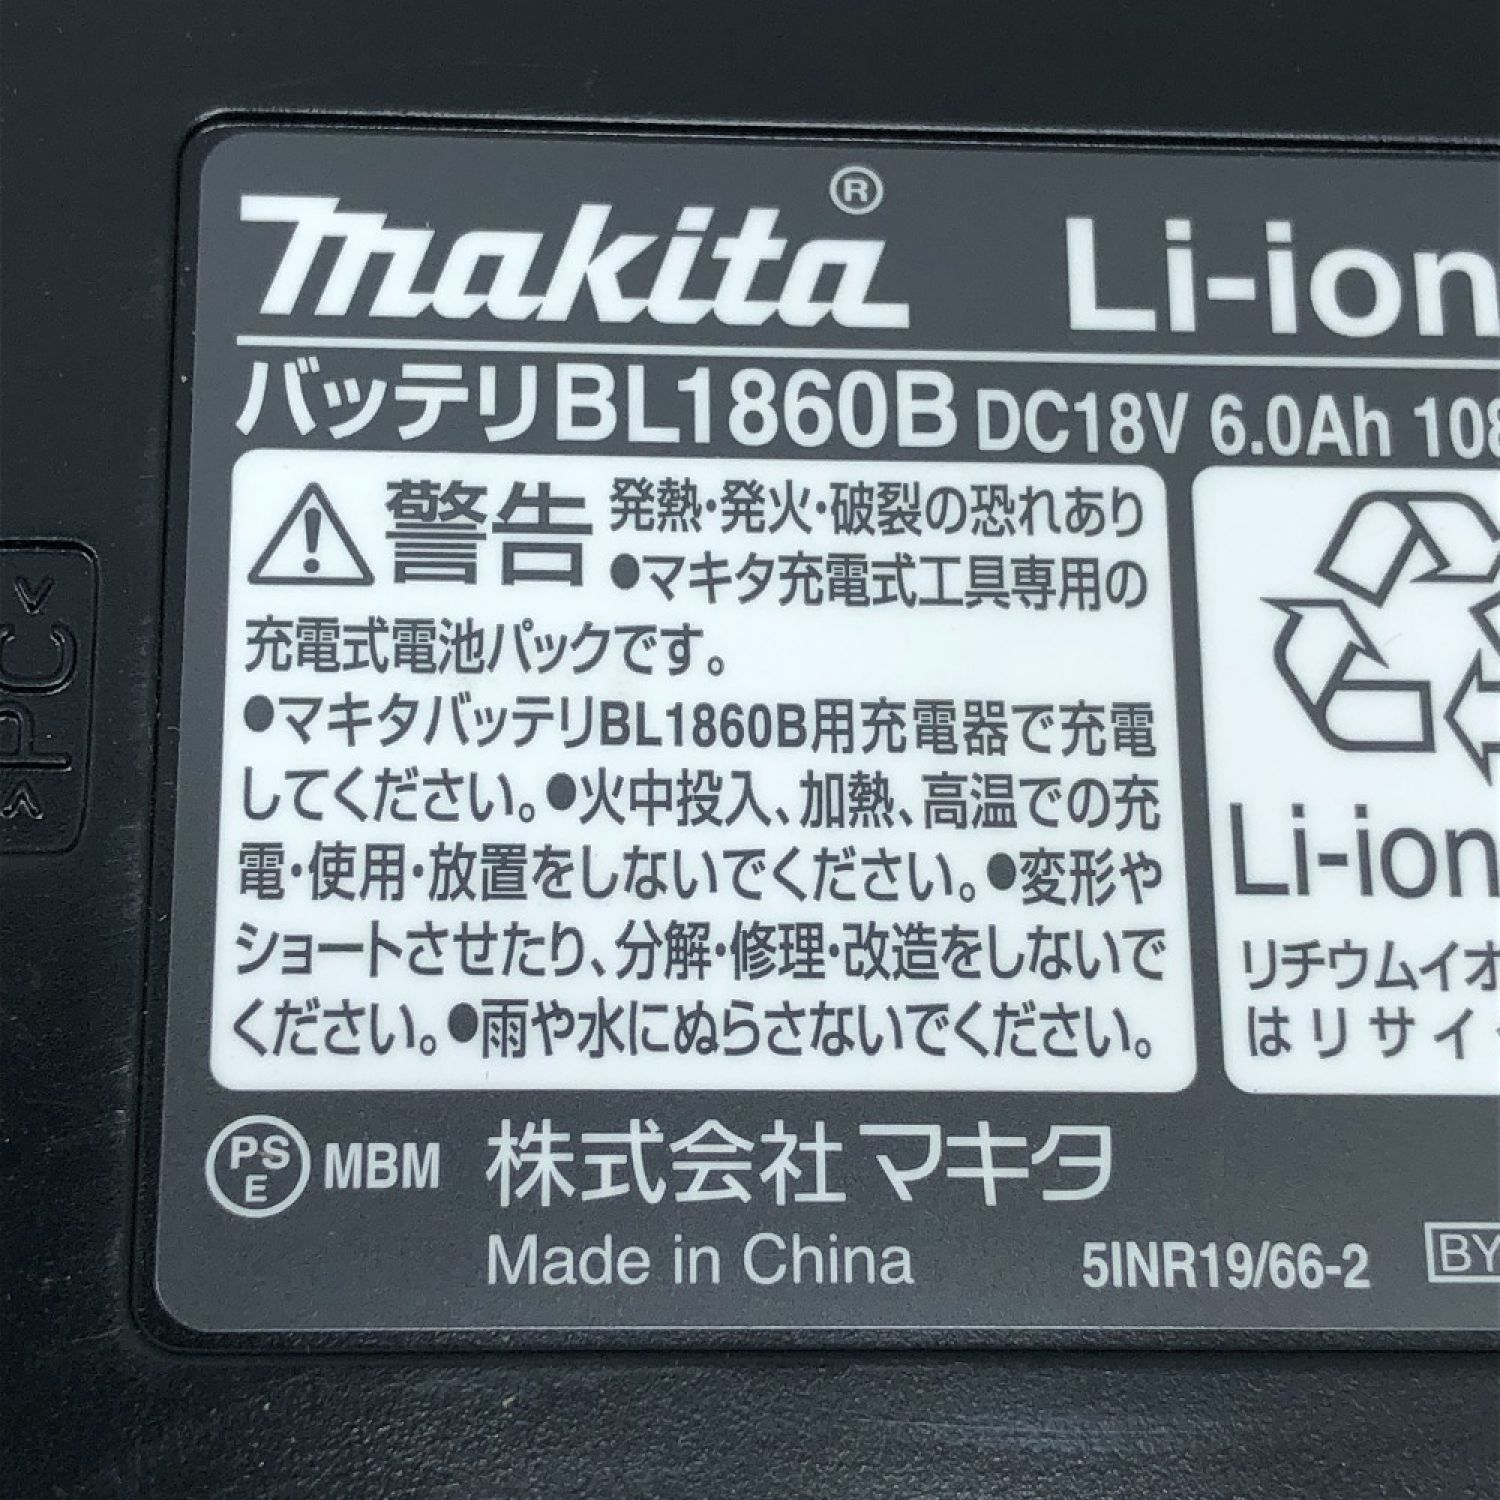 makita® Li-ion
バッテリBL1860B DC18V 6.0Ah 108
警告 発熱・発火・破裂の恐れあり
●マキタ充電式工具専用の
充電式電池パックです。
●マキタバッテリBL1860B用充電器で充電
してください。●火中投入、加熱、高温での充
電・使用・放置をしないでください。●変形や
ショートさせたり、分解・修理・改造をしないで
ください。●雨や水にぬらさないでください。
Li-ion
リチウムイオ
はリサイ
PS
E
MBM 株式会社マキタ
Made in China 5INR19/66-2 BY
>PC<